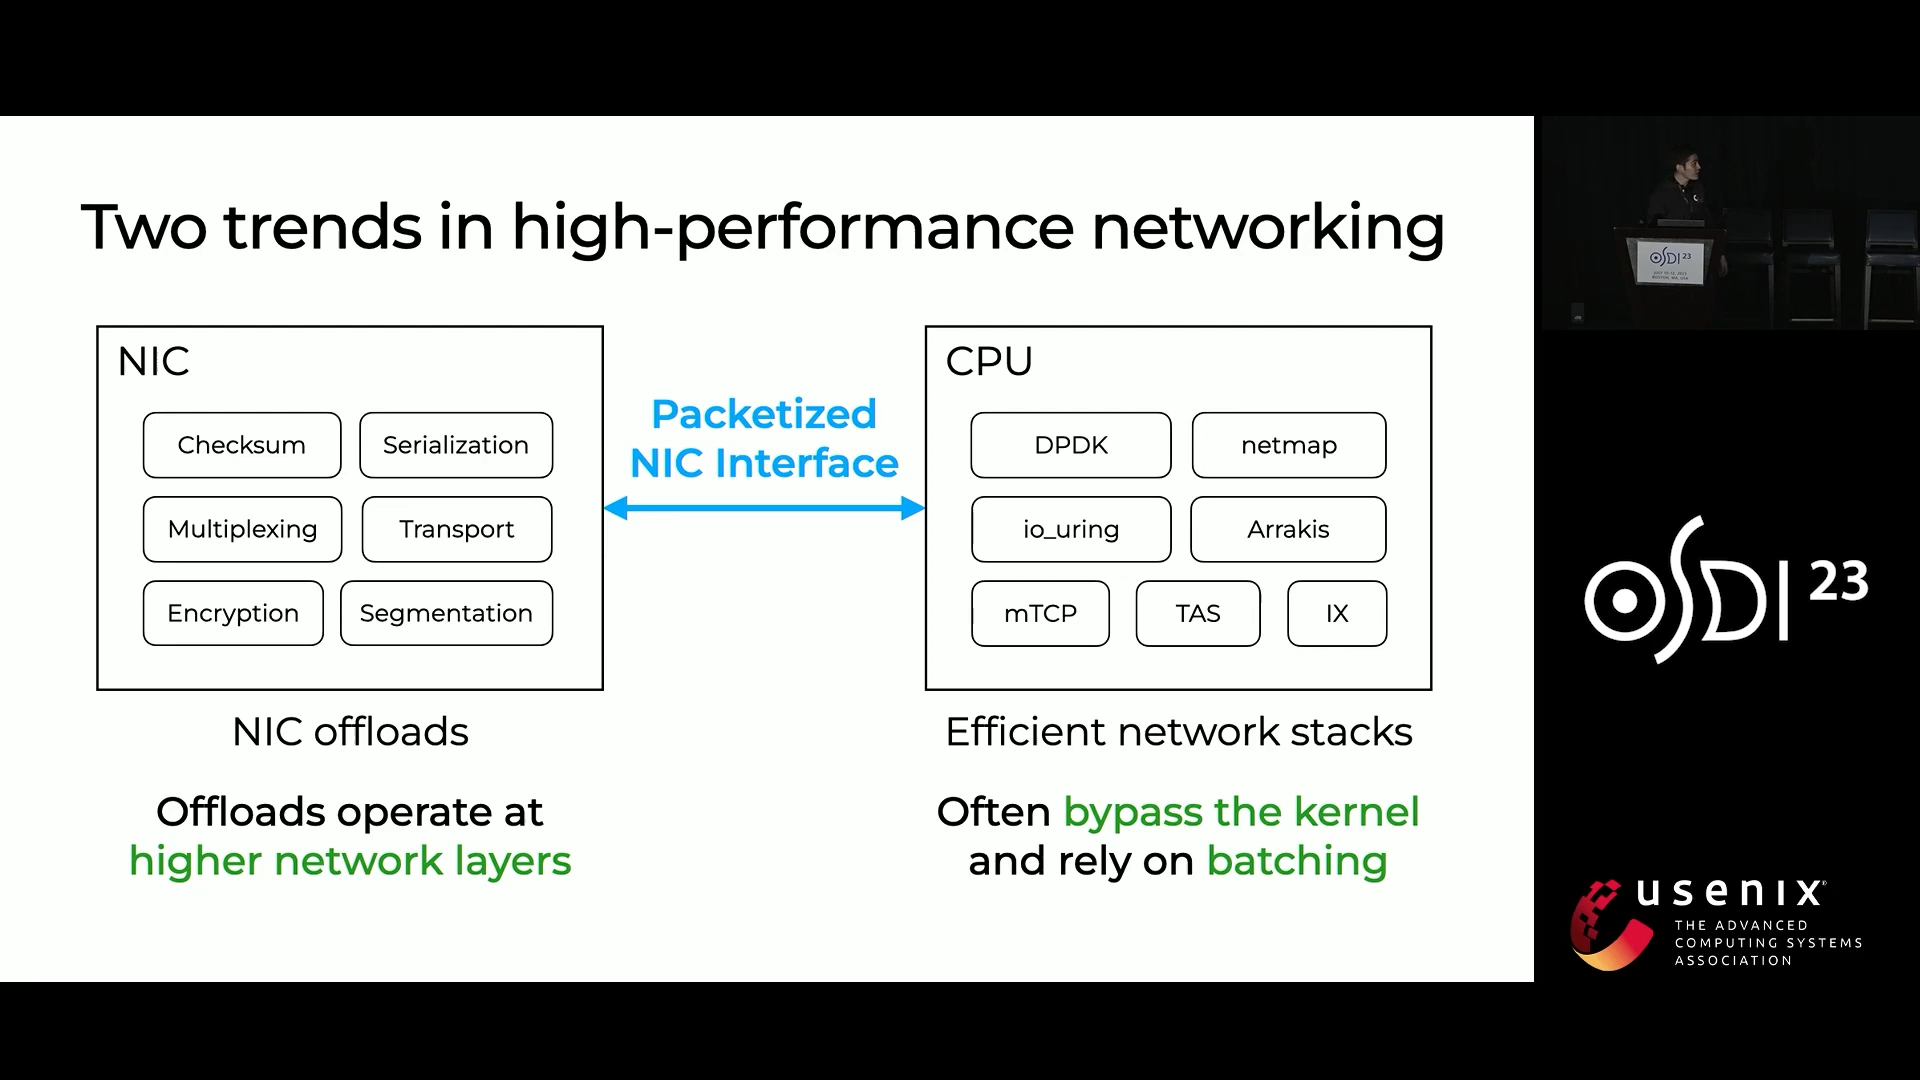 Two trends in high-performance networking
NIC
Checksum
Serialization
Multiplexing
Transport
Encryption
Segmentation
NIC offloads
Offloads operate at
higher network layers
Packetized
NIC Interface
CPU
DPDK
netmap
io_uring
Arrakis
mTCP
TAS
IX
Efficient network stacks
Often bypass the kernel
and rely on batching
OSDI 23
OSDI 23
usenix
THE ADVANCED
COMPUTING SYSTEMS
ASSOCIATION